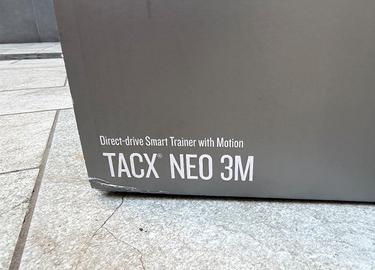 Direct-drive Smart Trainer with Motion
TACX® NEO 3M